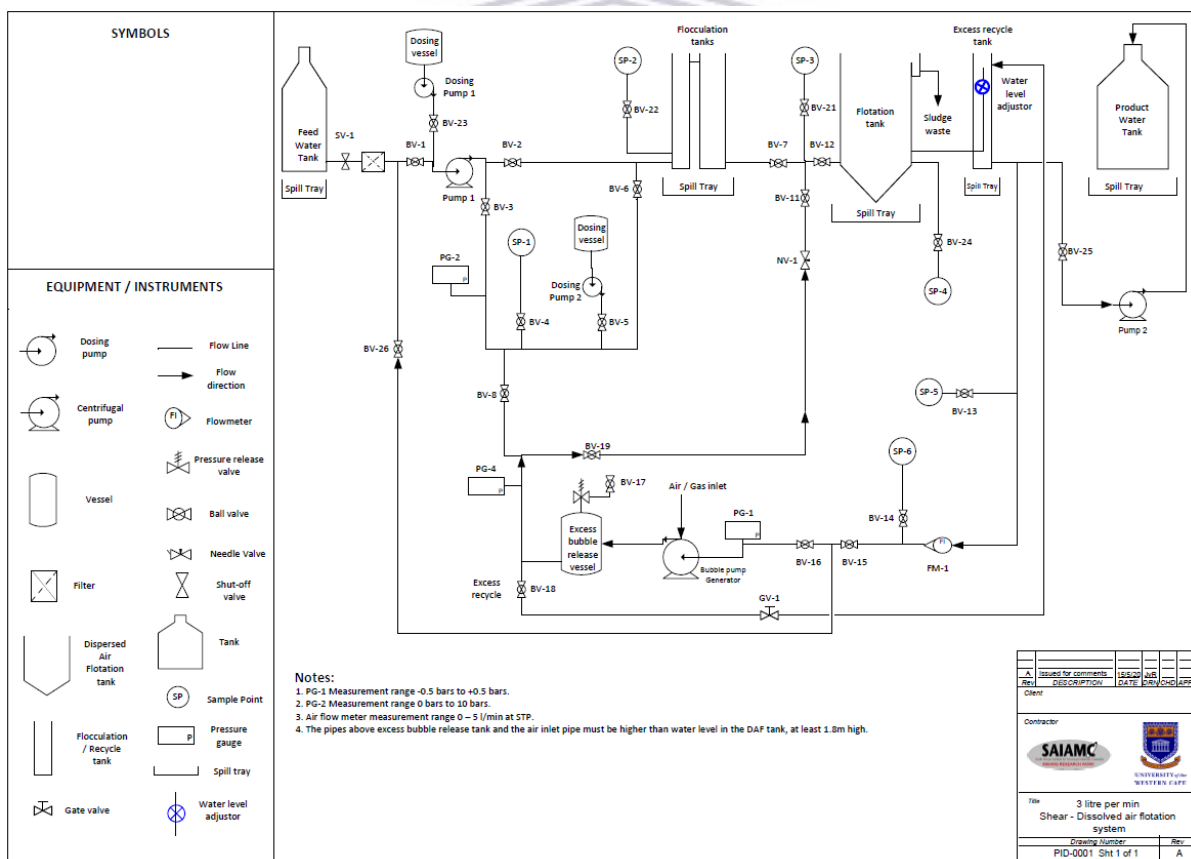 SYMBOLS
EQUIPMENT / INSTRUMENTS
Dosing
pump
Flow Line
Flow
direction
Centrifugal
pump
FI
Flowmeter
Pressure release
valve
Vessel
Ball valve
Needle Valve
Filter
Shut-off
valve
Dispersed
Air
Flotation
tank
Tank
SP
Sample Point
Flocculation
/ Recycle
tank
P
Pressure
gauge
Spill tray
Gate valve
Water level
adjustor
Feed
Water
Tank
Spill Tray
SV-1
Dosing
vessel
Dosing
Pump 1
BV-23
BV-1
Pump 1
BV-2
BV-3
PG-2
P
SP-1
BV-4
Dosing
vessel
Dosing
Pump 2
BV-5
BV-6
SP-2
BV-22
Flocculation
tanks
Spill Tray
SP-3
BV-21
BV-7
BV-12
BV-11
NV-1
Flotation
tank
Sludge
waste
Spill Tray
BV-24
SP-4
Excess recycle
tank
Water
level
adjustor
Spill Tray
Product
Water
Tank
Spill Tray
BV-25
Pump 2
BV-26
BV-8
BV-19
PG-4
P
BV-17
Excess
bubble
release
vessel
Air / Gas inlet
PG-1
P
Bubble pump
Generator
BV-16
BV-15
BV-14
SP-6
SP-5
BV-13
FI
FM-1
Excess
recycle
BV-18
GV-1
Notes:
1. PG-1 Measurement range -0.5 bars to +0.5 bars.
2. PG-2 Measurement range 0 bars to 10 bars.
3. Air flow meter measurement range 0 – 5 l/min at STP.
4. The pipes above excess bubble release tank and the air inlet pipe must be higher than water level in the DAF tank, at least 1.8m high.
A Issued for comments 15/5/20 JvR
Rev DESCRIPTION DATE DRN CHD APP
Client
Contractor
SAIAMC
UNIVERSITY of the
WESTERN CAPE
Title
3 litre per min
Shear - Dissolved air flotation
system
Drawing Number Rev
PID-0001 Sht 1 of 1 A